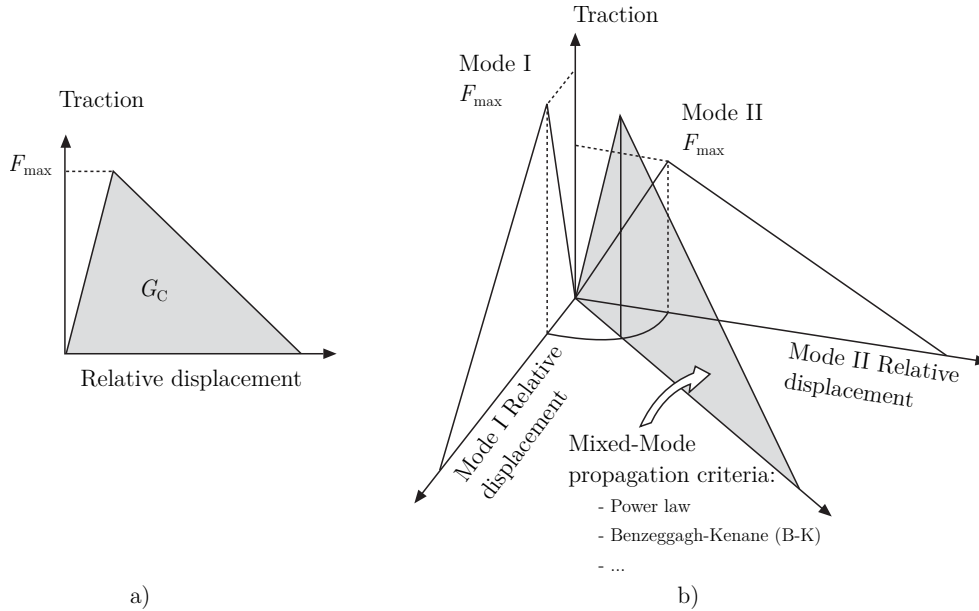 Traction
F_max
G_C
Relative displacement
a)
Traction
Mode I
F_max
Mode II
F_max
Mode I Relative
displacement
Mode II Relative
displacement
Mixed-Mode
propagation criteria:
- Power law
- Benzeggagh-Kenane (B-K)
- ...
b)